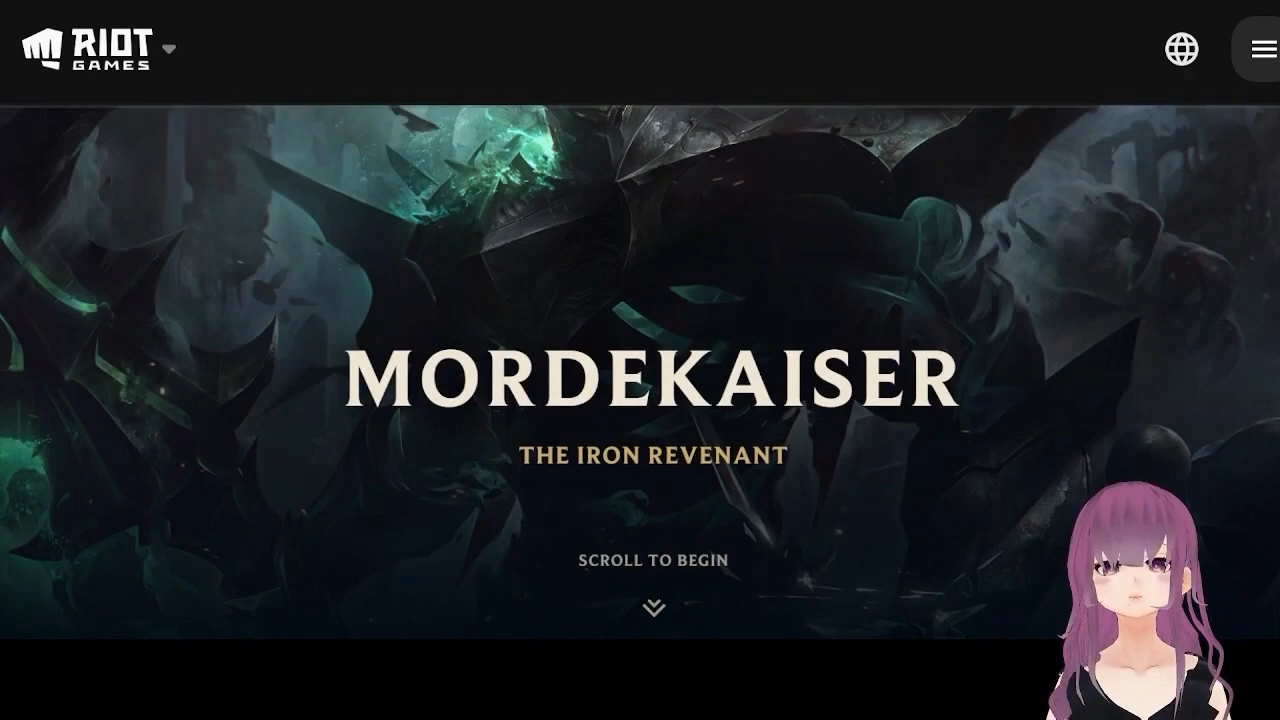 RIOT
GAMES
MORDEKAISER
THE IRON REVENANT
SCROLL TO BEGIN